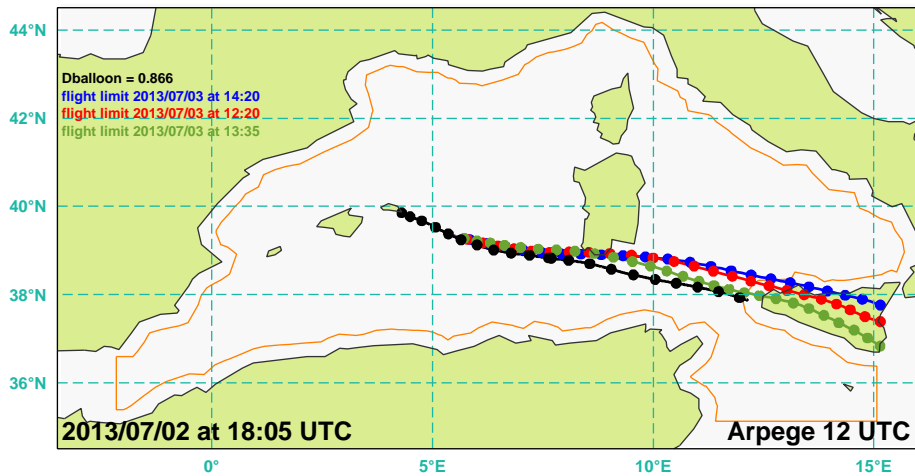 44°N
Dballoon = 0.866
flight limit 2013/07/03 at 14:20
flight limit 2013/07/03 at 12:20
flight limit 2013/07/03 at 13:35
42°N
40°N
38°N
36°N
2013/07/02 at 18:05 UTC
Arpege 12 UTC
0°
5°E
10°E
15°E